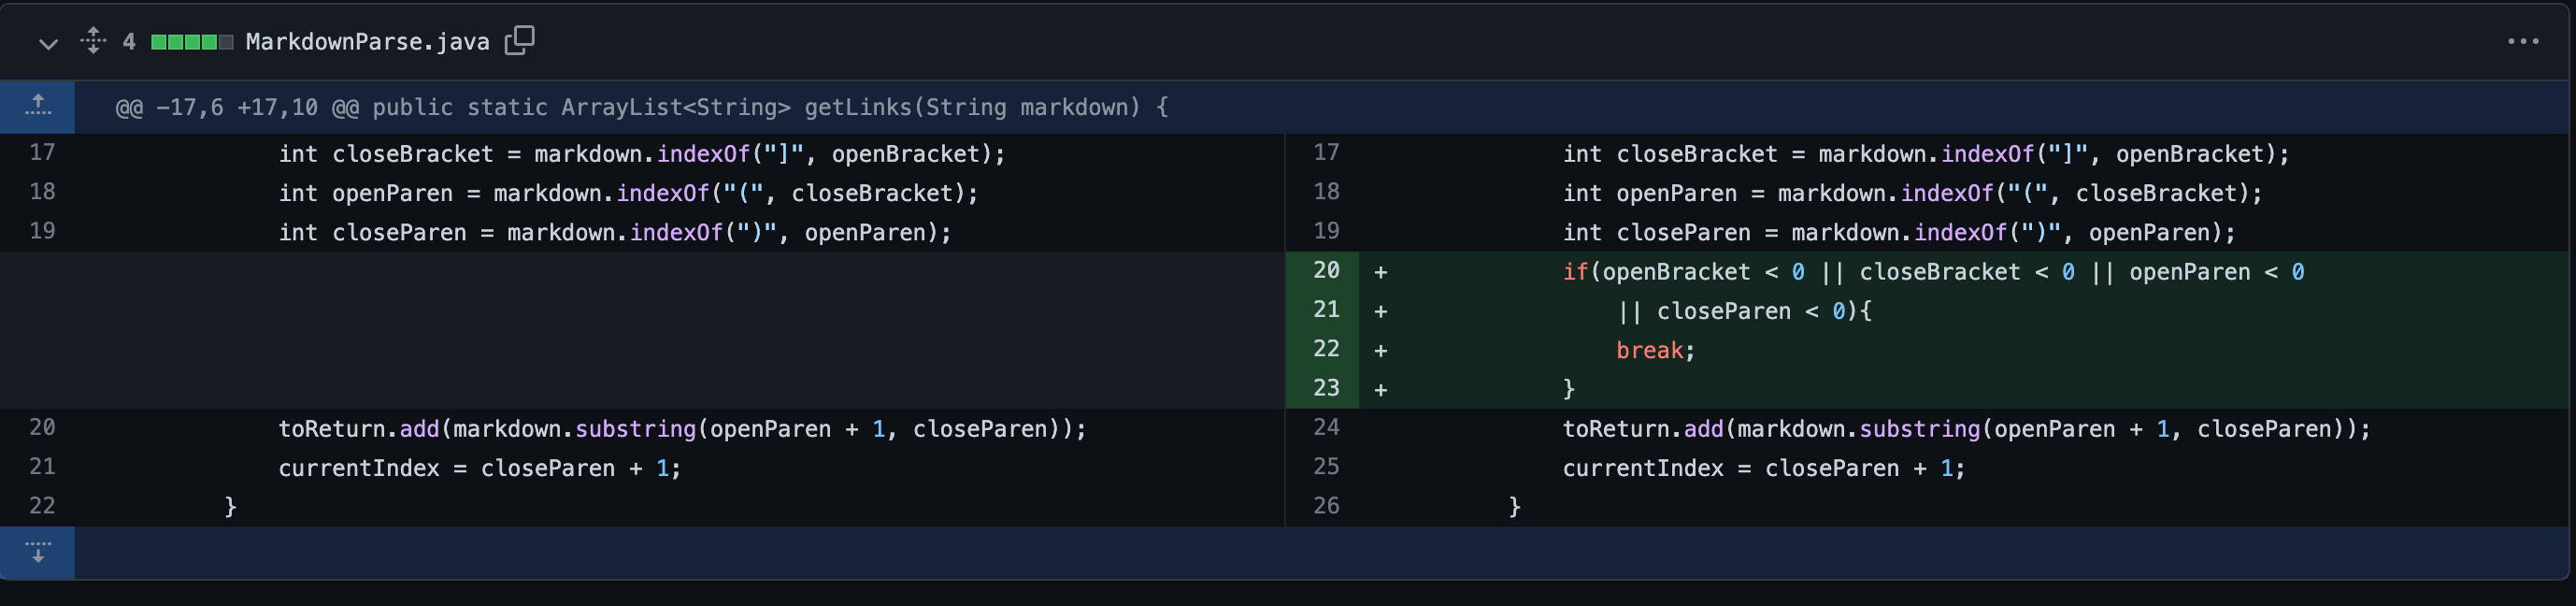 4 MarkdownParse.java
@@ -17,6 +17,10 @@ public static ArrayList<String> getLinks(String markdown) {
17 int closeBracket = markdown.indexOf("]", openBracket);
18 int openParen = markdown.indexOf("(", closeBracket);
19 int closeParen = markdown.indexOf(")", openParen);
20 toReturn.add(markdown.substring(openParen + 1, closeParen));
21 currentIndex = closeParen + 1;
22 }
17 int closeBracket = markdown.indexOf("]", openBracket);
18 int openParen = markdown.indexOf("(", closeBracket);
19 int closeParen = markdown.indexOf(")", openParen);
20 + if(openBracket < 0 || closeBracket < 0 || openParen < 0
21 + || closeParen < 0){
22 + break;
23 + }
24 toReturn.add(markdown.substring(openParen + 1, closeParen));
25 currentIndex = closeParen + 1;
26 }